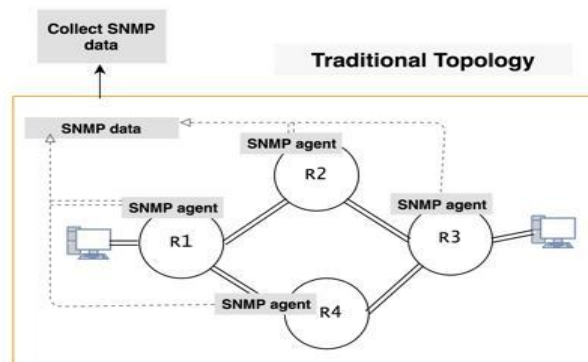 Collect SNMP
data
Traditional Topology
SNMP data
SNMP agent
R2
SNMP agent
R1
SNMP agent
R3
SNMP agent
R4